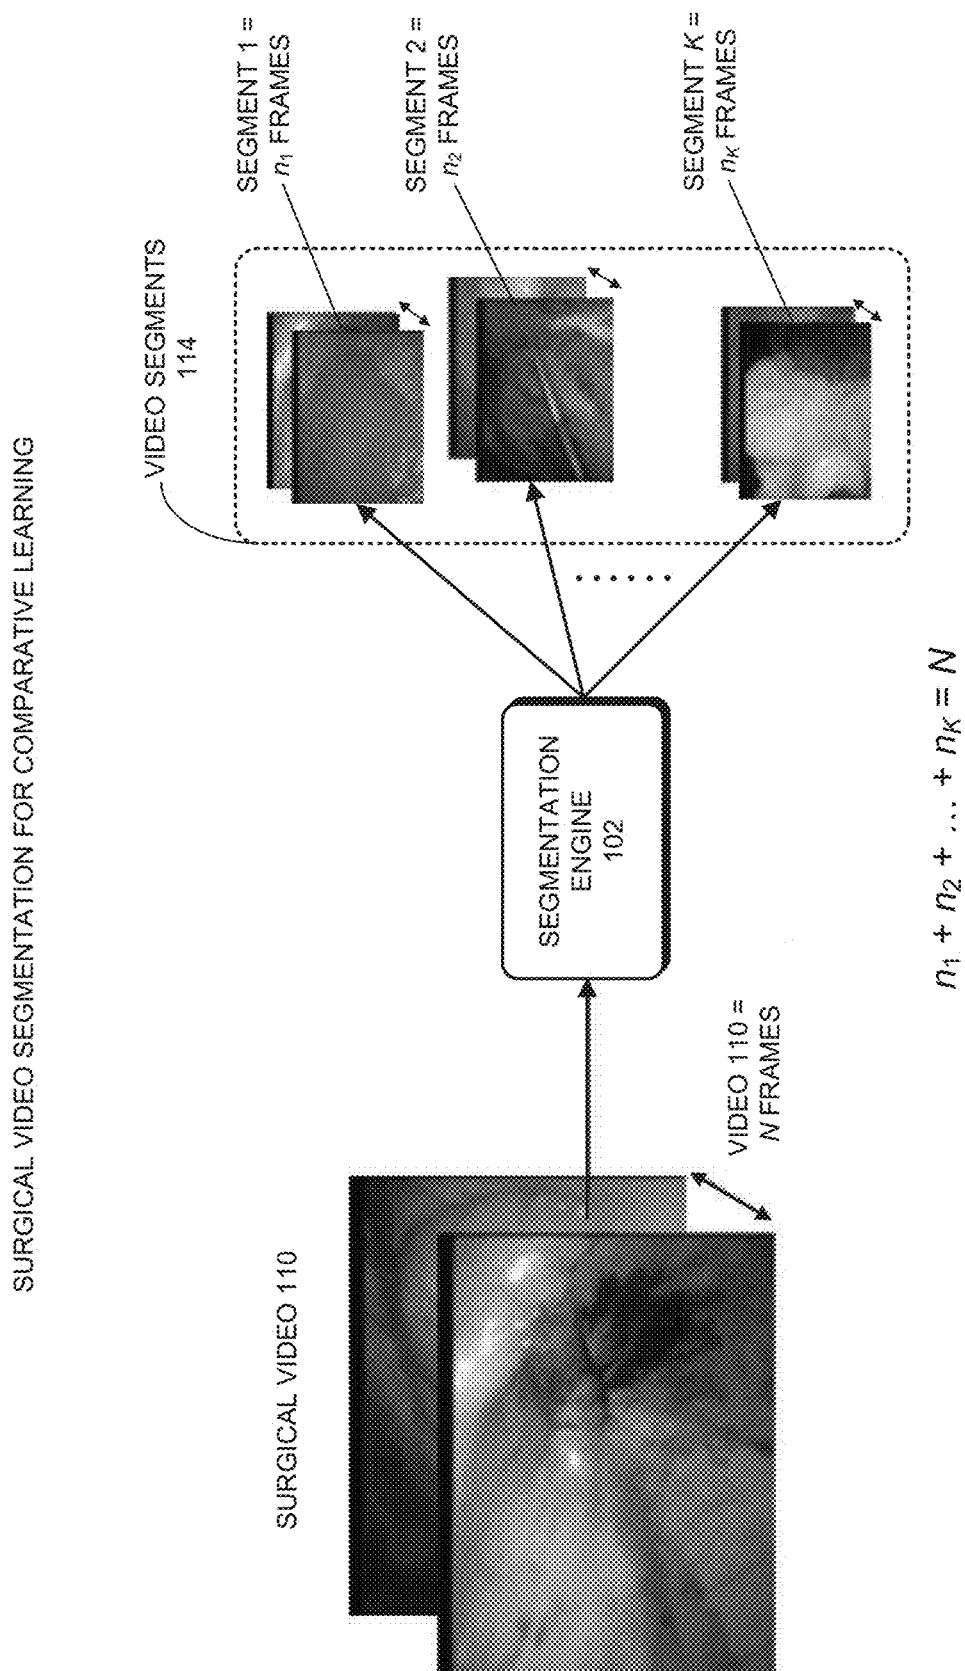 SURGICAL VIDEO SEGMENTATION FOR COMPARATIVE LEARNING
SURGICAL VIDEO 110
VIDEO 110 =
N FRAMES
SEGMENTATION
ENGINE
102
VIDEO SEGMENTS
114
SEGMENT 1 =
n₁ FRAMES
SEGMENT 2 =
n₂ FRAMES
......
SEGMENT K =
nₖ FRAMES
n₁ + n₂ + ... + nₖ = N